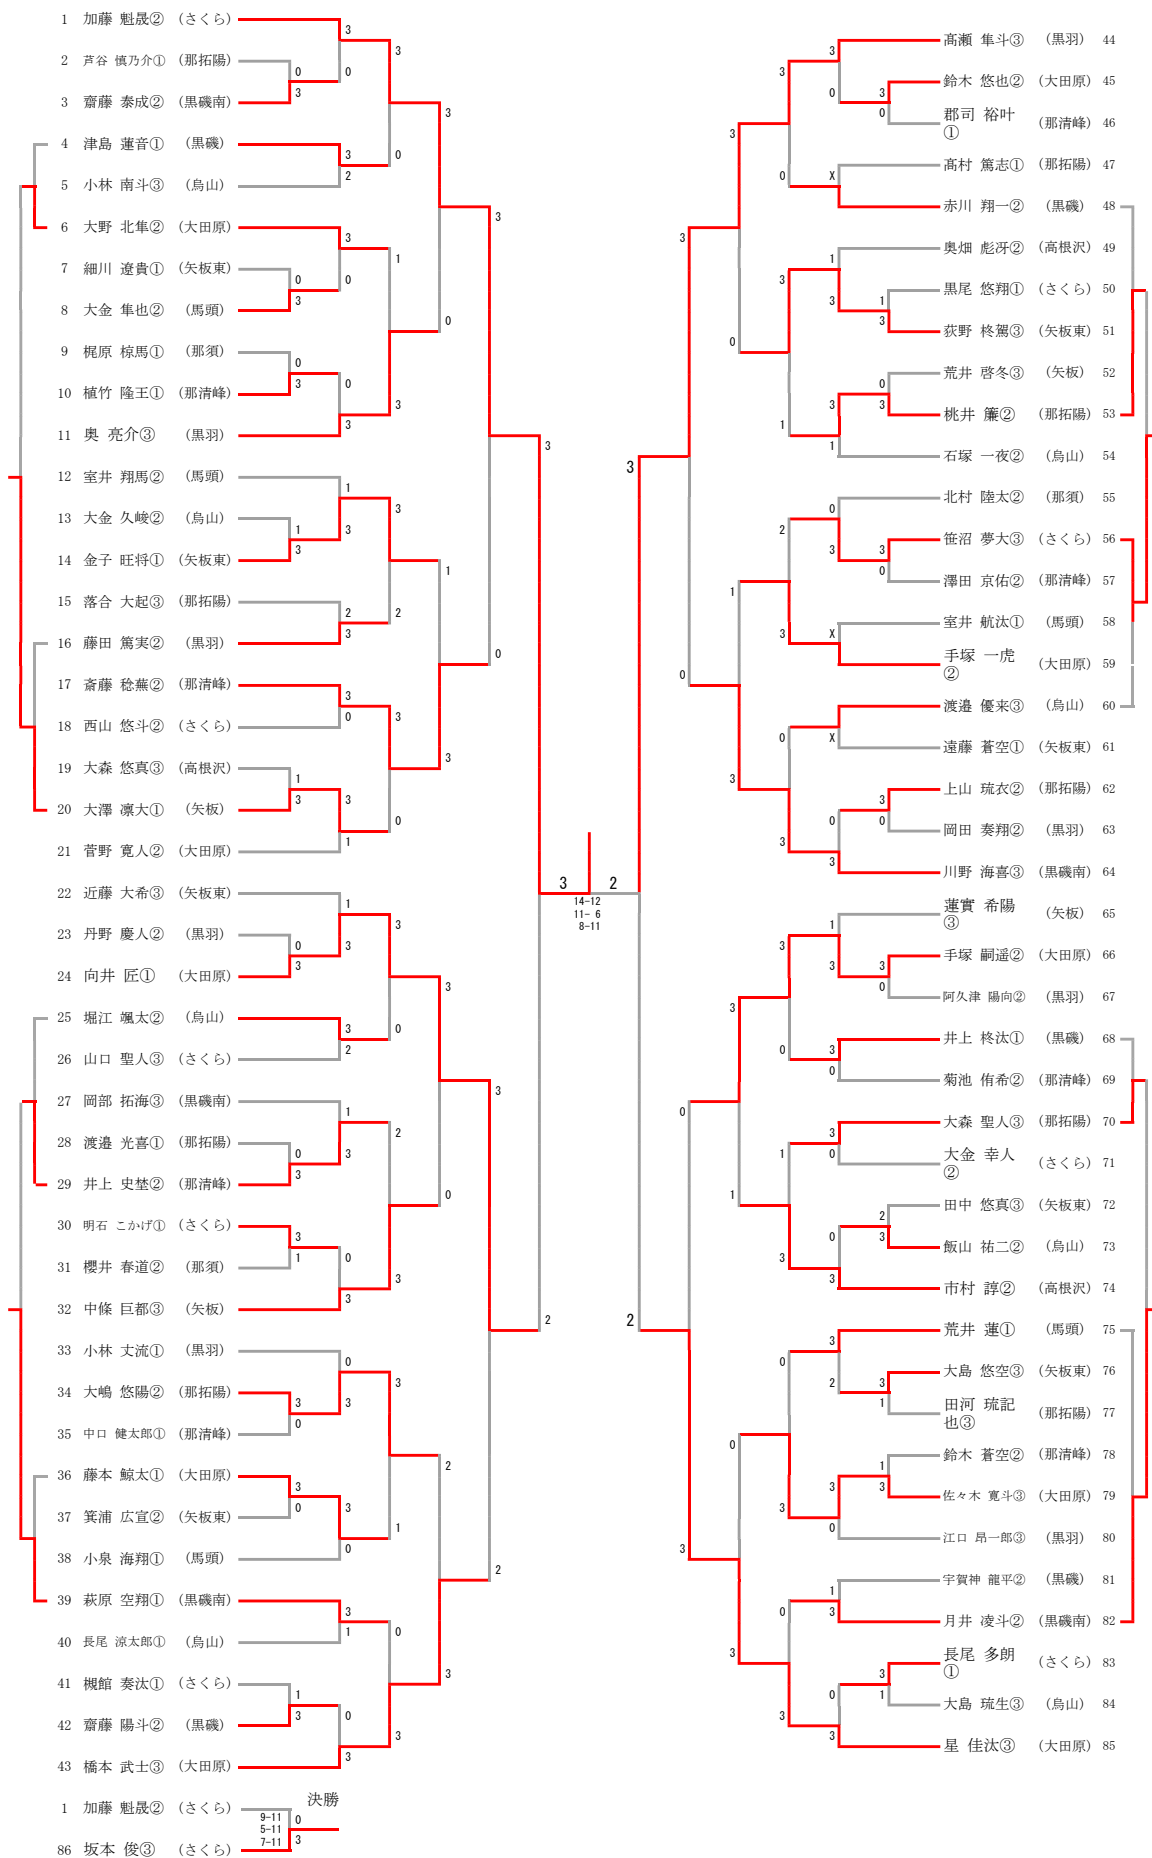 1 加藤 魁晟② (さくら)
2 芦谷 慎乃介① (那拓陽)
3 齋藤 泰成② (黒磯南)
4 津島 蓮音① (黒磯)
5 小林 南斗③ (烏山)
6 大野 北隼② (大田原)
7 細川 遼貴① (矢板東)
8 大金 隼也② (馬頭)
9 梶原 椋馬① (那須)
10 植竹 隆王① (那清峰)
11 奥 亮介③ (黒羽)
12 室井 翔馬② (馬頭)
13 大金 久峻② (烏山)
14 金子 旺将① (矢板東)
15 落合 大起③ (那拓陽)
16 藤田 篤実② (黒羽)
17 斎藤 稔蕪② (那清峰)
18 西山 悠斗② (さくら)
19 大森 悠真③ (高根沢)
20 大澤 凛大① (矢板)
21 菅野 寛人② (大田原)
22 近藤 大希③ (矢板東)
23 丹野 慶人② (黒羽)
24 向井 匠① (大田原)
25 堀江 颯太② (烏山)
26 山口 聖人③ (さくら)
27 岡部 拓海③ (黒磯南)
28 渡邉 光喜① (那拓陽)
29 井上 史埜② (那清峰)
30 明石 こかげ① (さくら)
31 櫻井 春道② (那須)
32 中條 巨都③ (矢板)
33 小林 丈流① (黒羽)
34 大嶋 悠陽② (那拓陽)
35 中口 健太郎① (那清峰)
36 藤本 鯨太① (大田原)
37 箕浦 広宣② (矢板東)
38 小泉 海翔① (馬頭)
39 萩原 空翔① (黒磯南)
40 長尾 涼太郎① (烏山)
41 槻館 奏汰① (さくら)
42 齋藤 陽斗② (黒磯)
43 橋本 武士③ (大田原)
決勝
1 加藤 魁晟② (さくら)
9-11 0
5-11
7-11 3
86 坂本 俊③ (さくら)
3 2
14-12
11- 6
8-11
髙瀬 隼斗③ (黒羽) 44
鈴木 悠也② (大田原) 45
郡司 裕叶
① (那清峰) 46
髙村 篤志① (那拓陽) 47
赤川 翔一② (黒磯) 48
奥畑 彪冴② (高根沢) 49
黒尾 悠翔① (さくら) 50
荻野 柊駕③ (矢板東) 51
荒井 啓冬③ (矢板) 52
桃井 簾② (那拓陽) 53
石塚 一夜② (烏山) 54
北村 陸太② (那須) 55
笹沼 夢大③ (さくら) 56
澤田 京佑② (那清峰) 57
室井 航汰① (馬頭) 58
手塚 一虎
② (大田原) 59
渡邉 優来③ (烏山) 60
遠藤 蒼空① (矢板東) 61
上山 琉衣② (那拓陽) 62
岡田 奏翔② (黒羽) 63
川野 海喜③ (黒磯南) 64
蓮實 希陽
③ (矢板) 65
手塚 嗣遥② (大田原) 66
阿久津 陽向② (黒羽) 67
井上 柊汰① (黒磯) 68
菊池 侑希② (那清峰) 69
大森 聖人③ (那拓陽) 70
大金 幸人
② (さくら) 71
田中 悠真③ (矢板東) 72
飯山 祐二② (烏山) 73
市村 諄② (高根沢) 74
荒井 蓮① (馬頭) 75
大島 悠空③ (矢板東) 76
田河 琉記
也③ (那拓陽) 77
鈴木 蒼空② (那清峰) 78
佐々木 寛斗③ (大田原) 79
江口 昂一郎③ (黒羽) 80
宇賀神 龍平② (黒磯) 81
月井 凌斗② (黒磯南) 82
長尾 多朗
① (さくら) 83
大島 琉生③ (烏山) 84
星 佳汰③ (大田原) 85